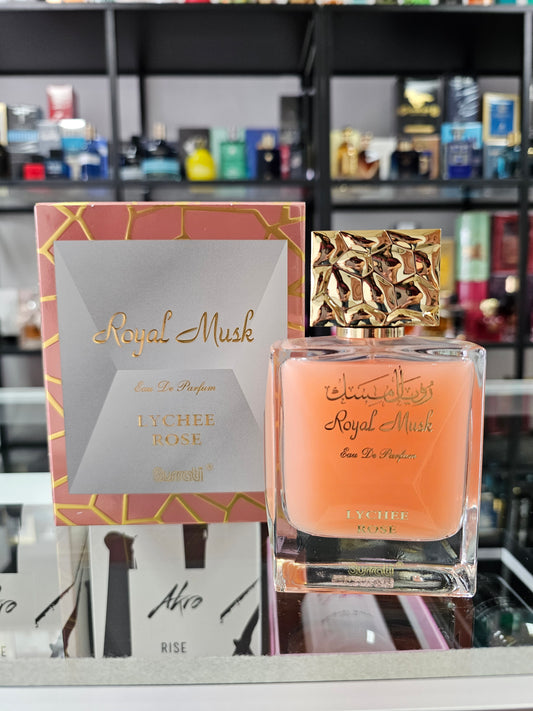 Royal Musk
Eau De Parfum
LYCHEE
ROSE
Surrati®
رويال مسك
Royal Musk
Eau De Parfum
LYCHEE
ROSE
Surrati
Akro
RISE